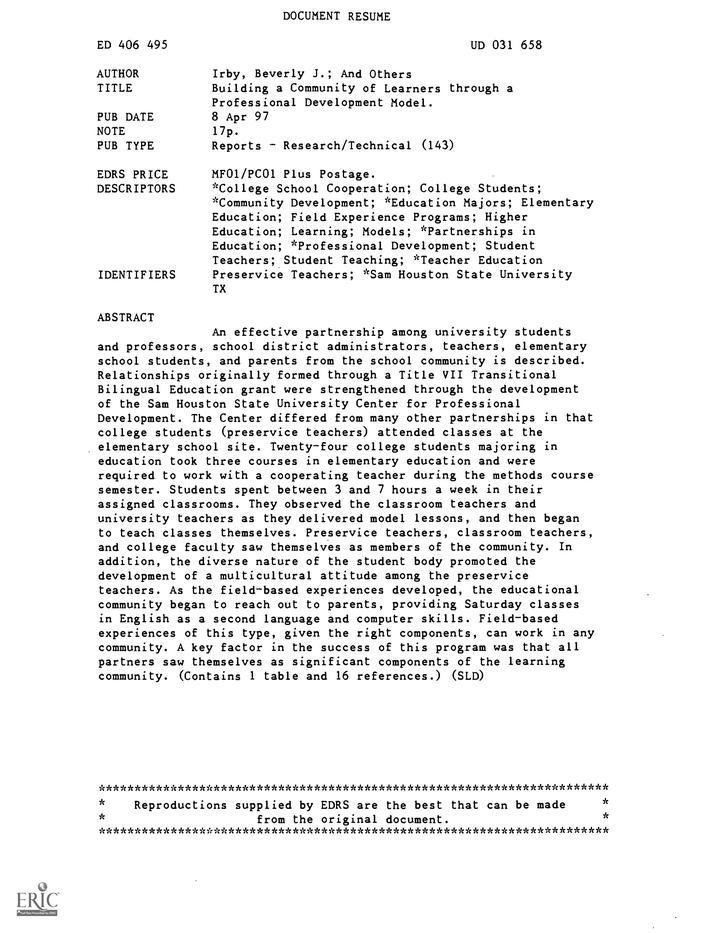 DOCUMENT RESUME
ED 406 495 UD 031 658
AUTHOR Irby, Beverly J.; And Others
TITLE Building a Community of Learners through a
Professional Development Model.
PUB DATE 8 Apr 97
NOTE 17p.
PUB TYPE Reports - Research/Technical (143)
EDRS PRICE MF01/PC01 Plus Postage.
DESCRIPTORS *College School Cooperation; College Students;
*Community Development; *Education Majors; Elementary
Education; Field Experience Programs; Higher
Education; Learning; Models; *Partnerships in
Education; *Professional Development; Student
Teachers; Student Teaching; *Teacher Education
IDENTIFIERS Preservice Teachers; *Sam Houston State University
TX
ABSTRACT
An effective partnership among university students
and professors, school district administrators, teachers, elementary
school students, and parents from the school community is described.
Relationships originally formed through a Title VII Transitional
Bilingual Education grant were strengthened through the development
of the Sam Houston State University Center for Professional
Development. The Center differed from many other partnerships in that
college students (preservice teachers) attended classes at the
elementary school site. Twenty-four college students majoring in
education took three courses in elementary education and were
required to work with a cooperating teacher during the methods course
semester. Students spent between 3 and 7 hours a week in their
assigned classrooms. They observed the classroom teachers and
university teachers as they delivered model lessons, and then began
to teach classes themselves. Preservice teachers, classroom teachers,
and college faculty saw themselves as members of the community. In
addition, the diverse nature of the student body promoted the
development of a multicultural attitude among the preservice
teachers. As the field-based experiences developed, the educational
community began to reach out to parents, providing Saturday classes
in English as a second language and computer skills. Field-based
experiences of this type, given the right components, can work in any
community. A key factor in the success of this program was that all
partners saw themselves as significant components of the learning
community. (Contains 1 table and 16 references.) (SLD)
***********************************************************************
* Reproductions supplied by EDRS are the best that can be made *
* from the original document. *
***********************************************************************
ERIC